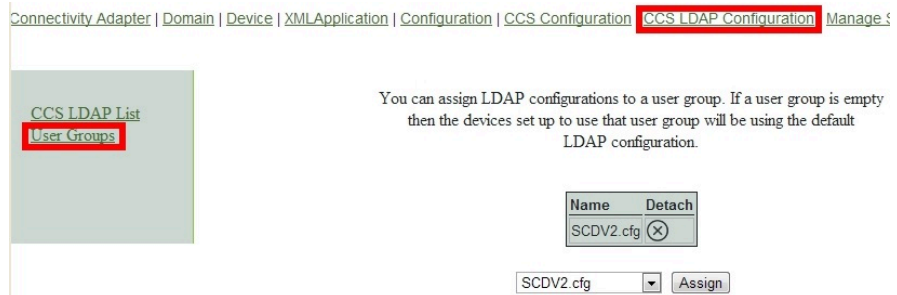 Connectivity Adapter | Domain | Device | XMLApplication | Configuration | CCS Configuration | CCS LDAP Configuration | Manage
CCS LDAP List
User Groups
You can assign LDAP configurations to a user group. If a user group is empty
then the devices set up to use that user group will be using the default
LDAP configuration.
Name Detach
SCDV2.cfg
SCDV2.cfg Assign